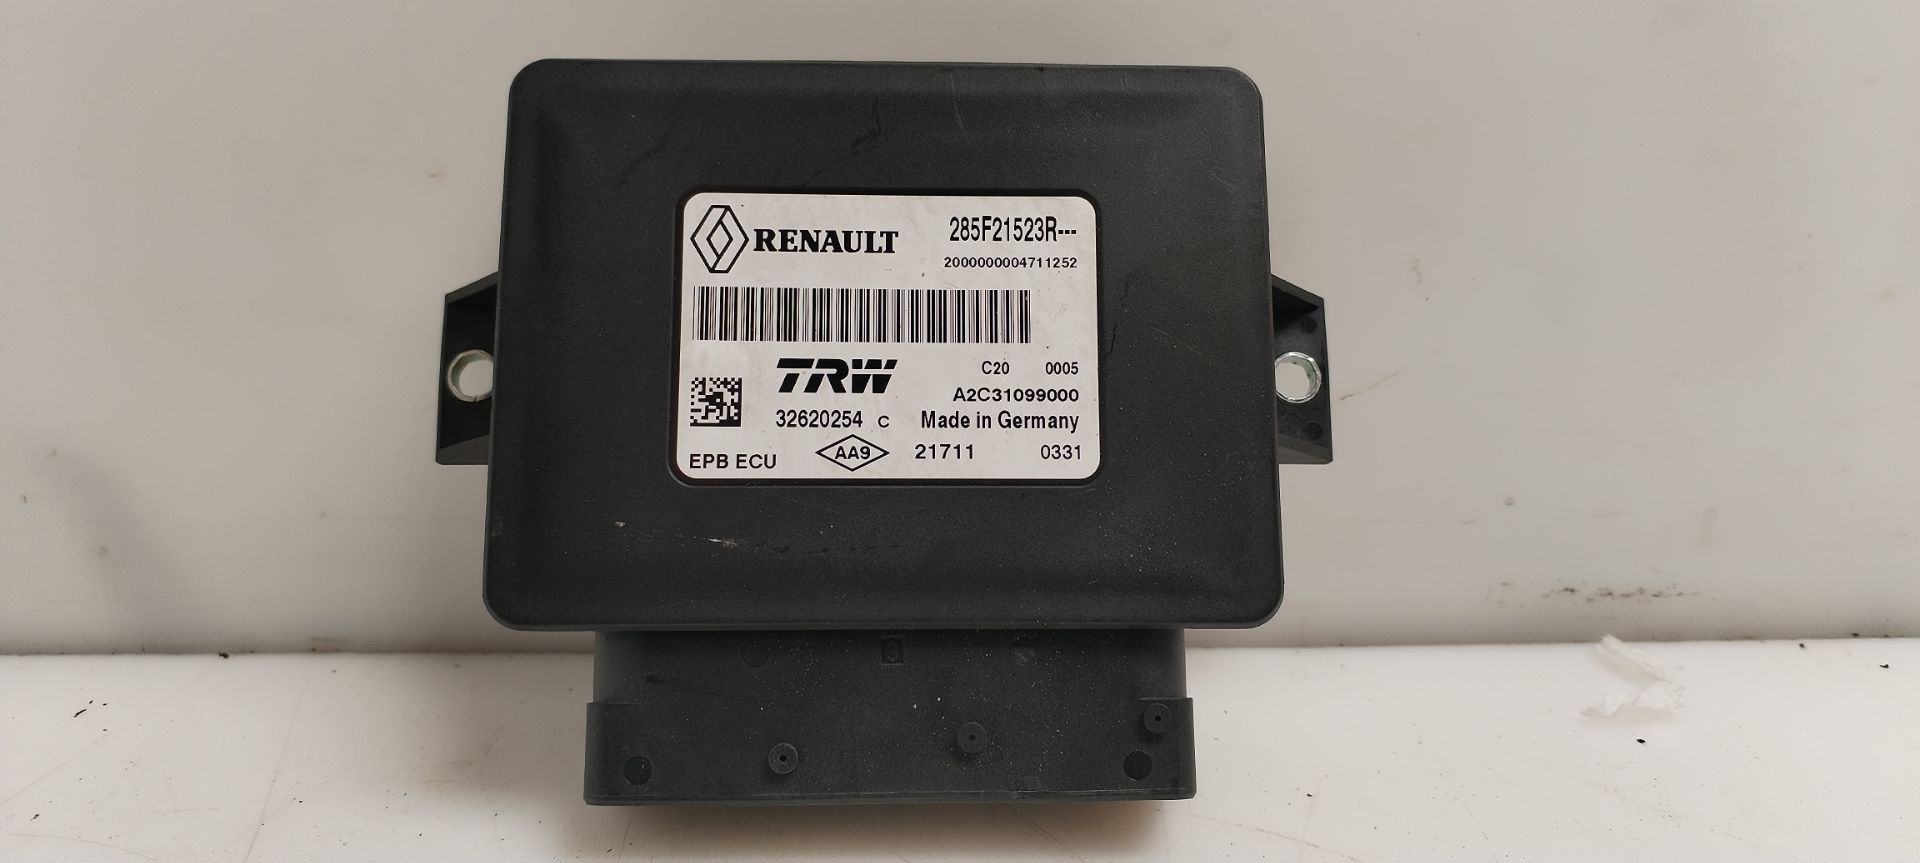 RENAULT
285F21523R---
2000000004711252
TRW
C20 0005
A2C31099000
32620254 C
Made in Germany
EPB ECU
AA9
21711
0331